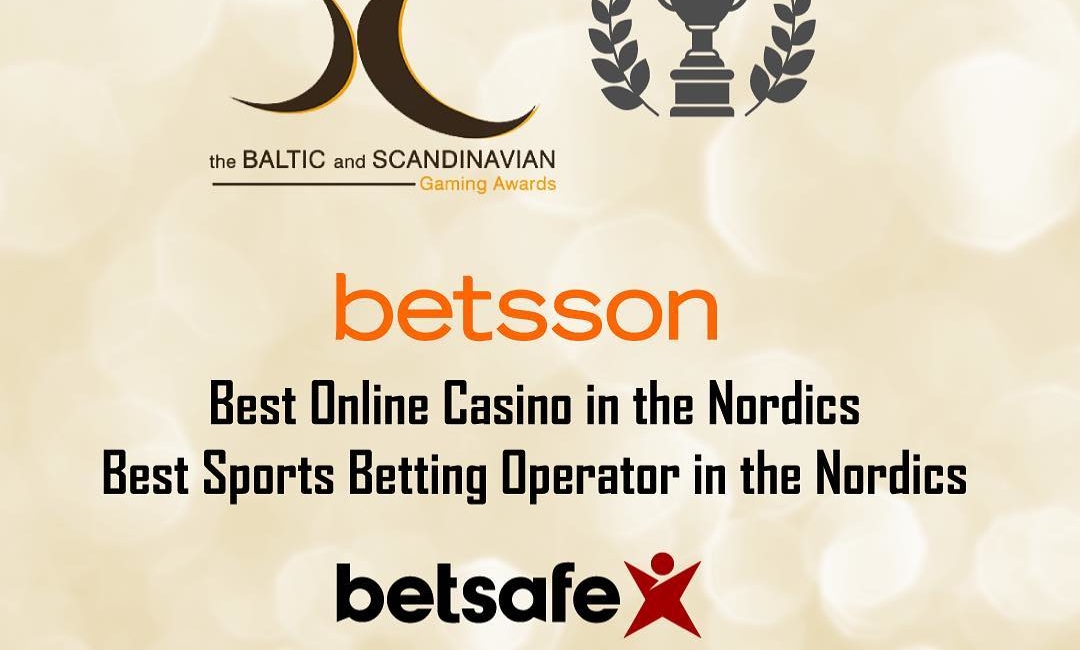 the BALTIC and SCANDINAVIAN
Gaming Awards
betsson
Best Online Casino in the Nordics
Best Sports Betting Operator in the Nordics
betsafe